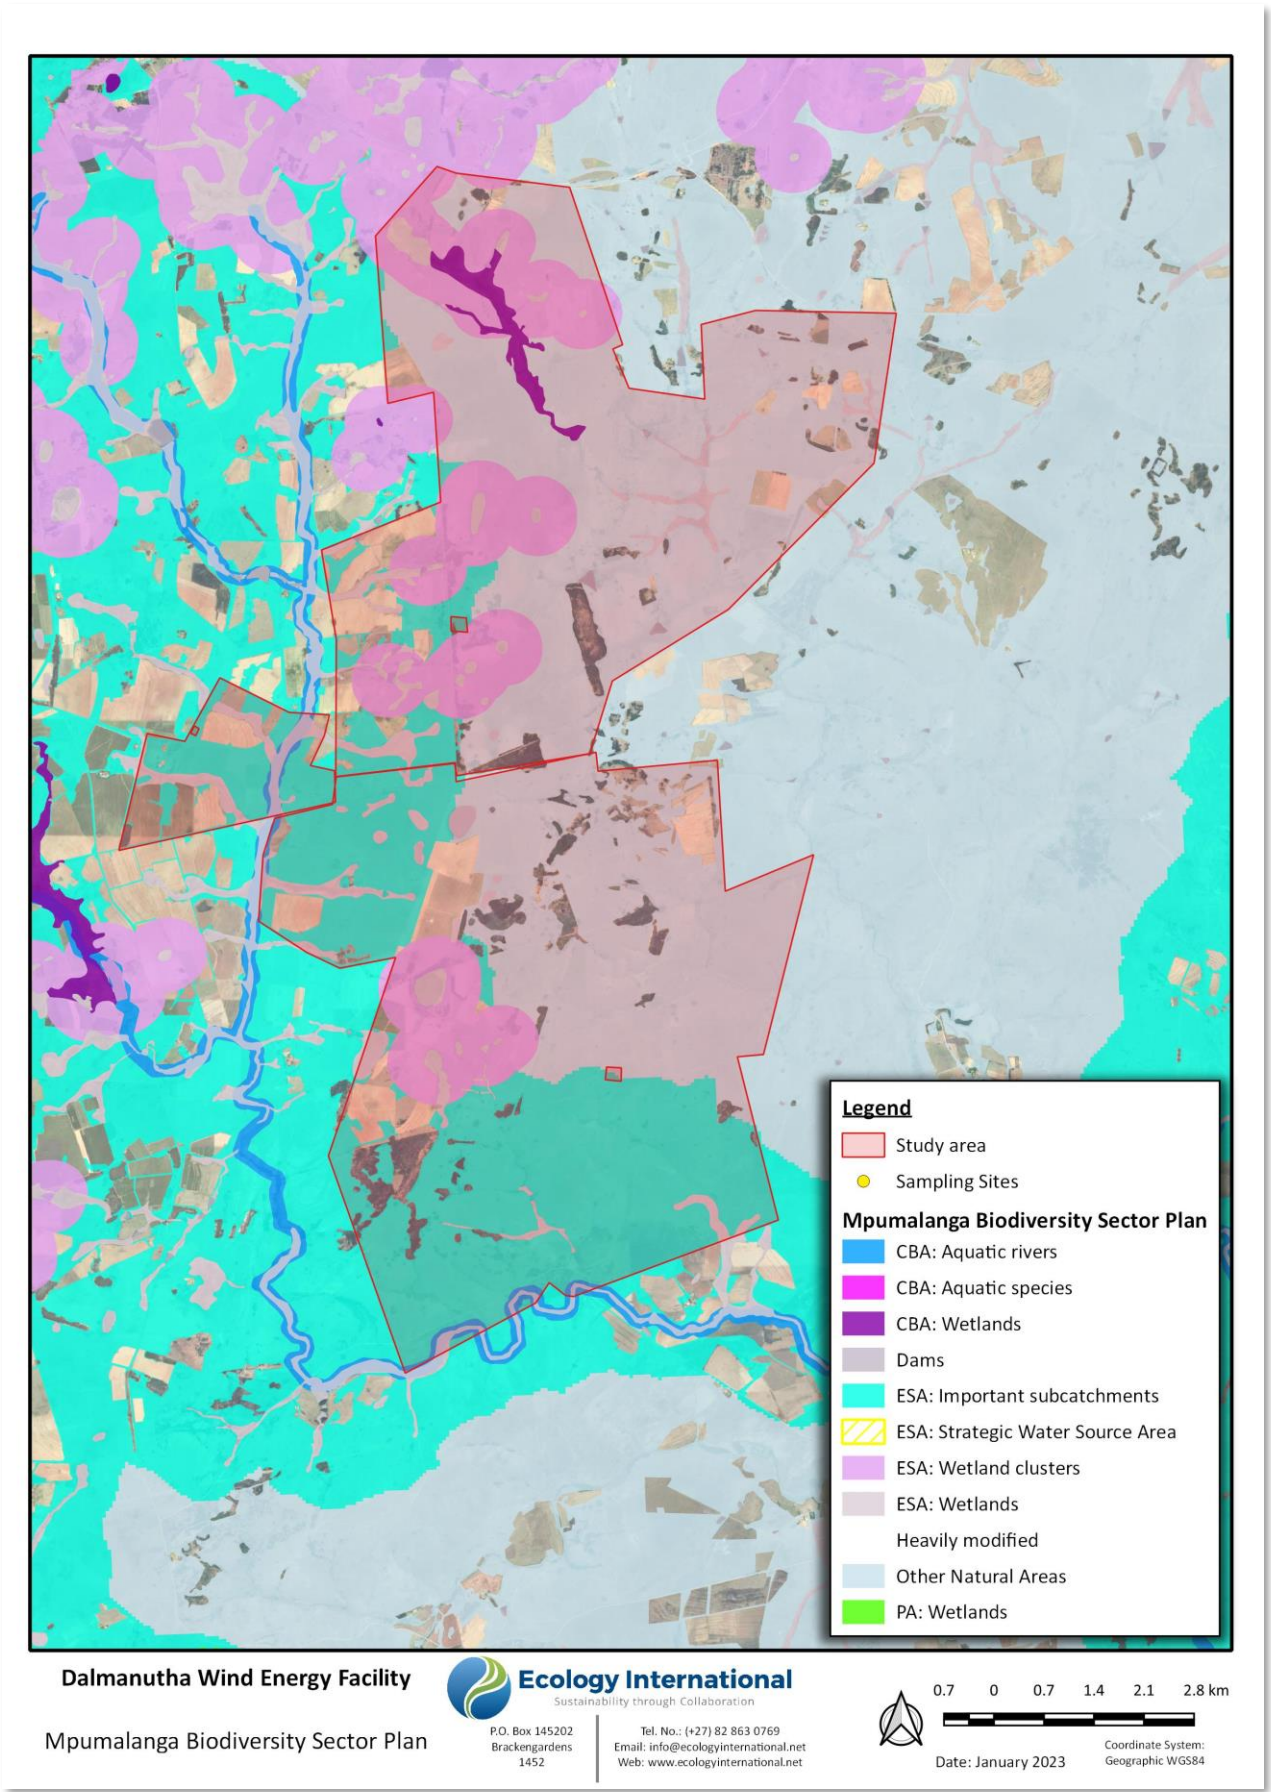 Legend
Study area
Sampling Sites
Mpumalanga Biodiversity Sector Plan
CBA: Aquatic rivers
CBA: Aquatic species
CBA: Wetlands
Dams
ESA: Important subcatchments
ESA: Strategic Water Source Area
ESA: Wetland clusters
ESA: Wetlands
Heavily modified
Other Natural Areas
PA: Wetlands
Dalmanutha Wind Energy Facility
Mpumalanga Biodiversity Sector Plan
Ecology International
Sustainability through Collaboration
P.O. Box 145202
Brackengardens
1452
Tel. No.: (+27) 82 863 0769
Email: info@ecologyinternational.net
Web: www.ecologyinternational.net
0.7 0 0.7 1.4 2.1 2.8 km
Date: January 2023
Coordinate System:
Geographic WGS84